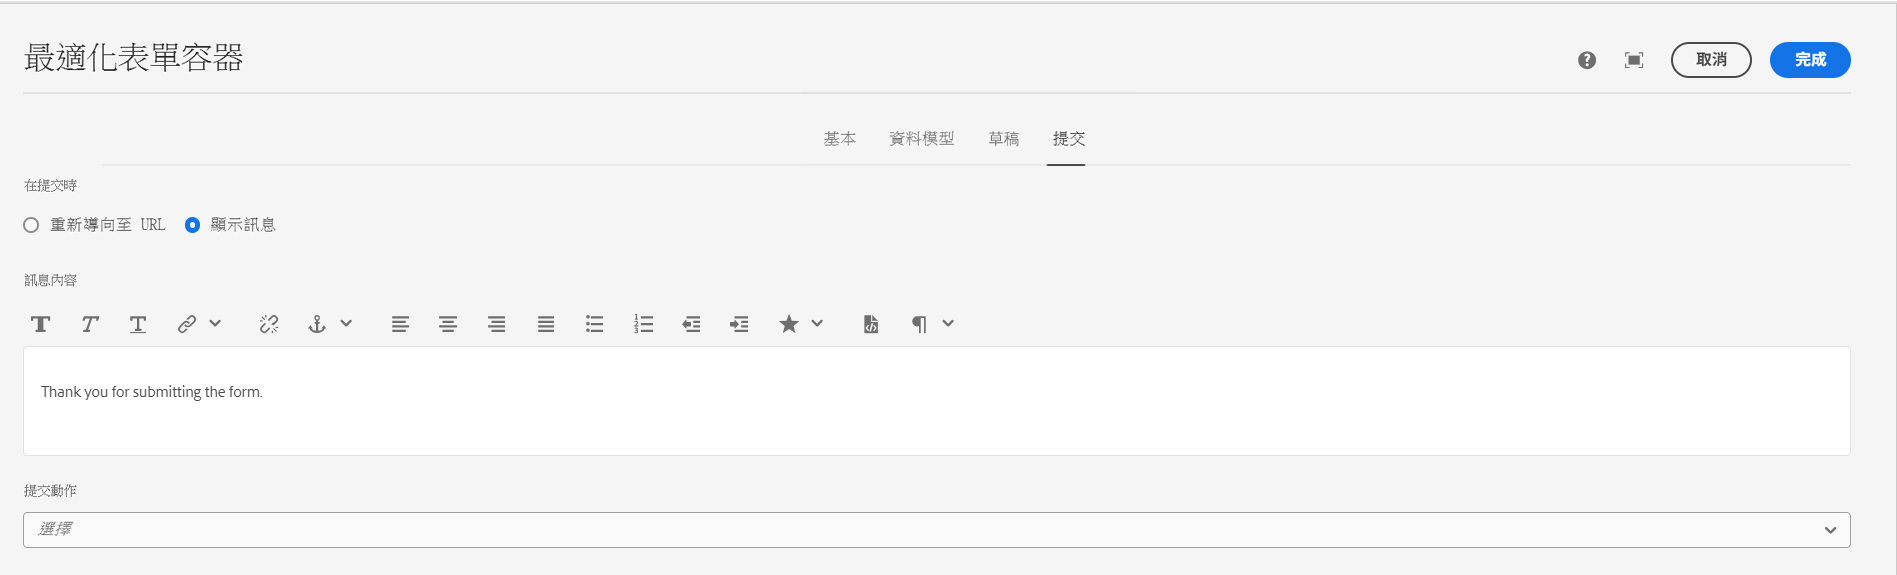 最適化表單容器
取消 完成
基本 資料模型 草稿 提交
在提交時
重新導向至 URL 顯示訊息
訊息內容
Thank you for submitting the form.
提交動作
選擇